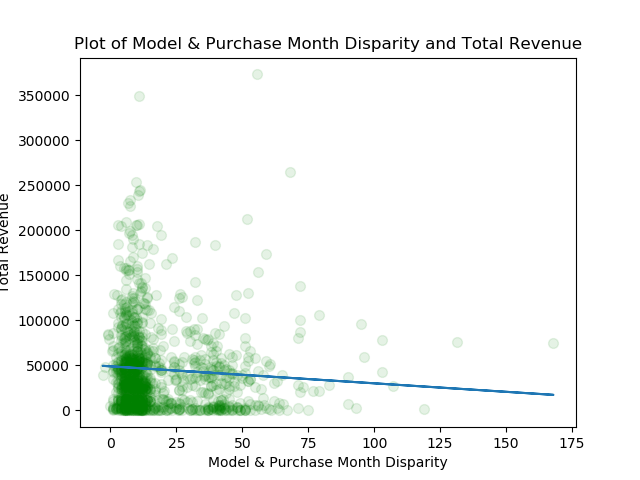 Plot of Model & Purchase Month Disparity and Total Revenue
Total Revenue
350000
300000
250000
200000
150000
100000
50000
0
0 25 50 75 100 125 150 175
Model & Purchase Month Disparity